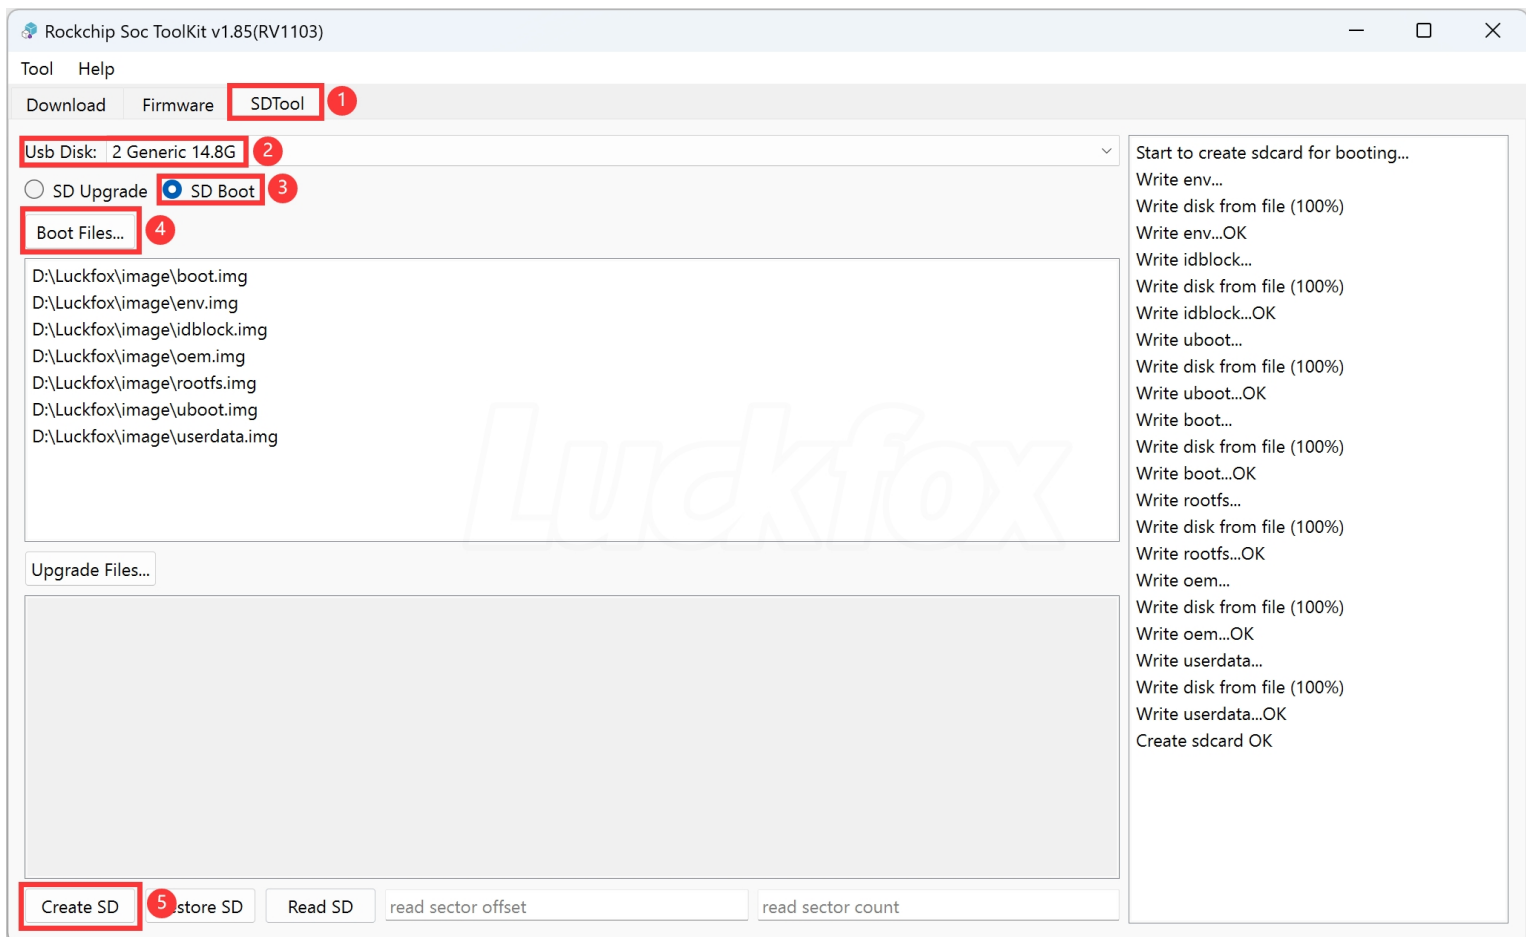 Rockchip Soc ToolKit v1.85(RV1103)
Tool Help
Download Firmware SDTool 1
Usb Disk: 2 Generic 14.8G 2
SD Upgrade SD Boot 3
Boot Files... 4
D:\Luckfox\image\boot.img
D:\Luckfox\image\env.img
D:\Luckfox\image\idblock.img
D:\Luckfox\image\oem.img
D:\Luckfox\image\rootfs.img
D:\Luckfox\image\uboot.img
D:\Luckfox\image\userdata.img
Luckfox
Upgrade Files...
Create SD 5 store SD Read SD read sector offset read sector count
Start to create sdcard for booting...
Write env...
Write disk from file (100%)
Write env...OK
Write idblock...
Write disk from file (100%)
Write idblock...OK
Write uboot...
Write disk from file (100%)
Write uboot...OK
Write boot...
Write disk from file (100%)
Write boot...OK
Write rootfs...
Write disk from file (100%)
Write rootfs...OK
Write oem...
Write disk from file (100%)
Write oem...OK
Write userdata...
Write disk from file (100%)
Write userdata...OK
Create sdcard OK